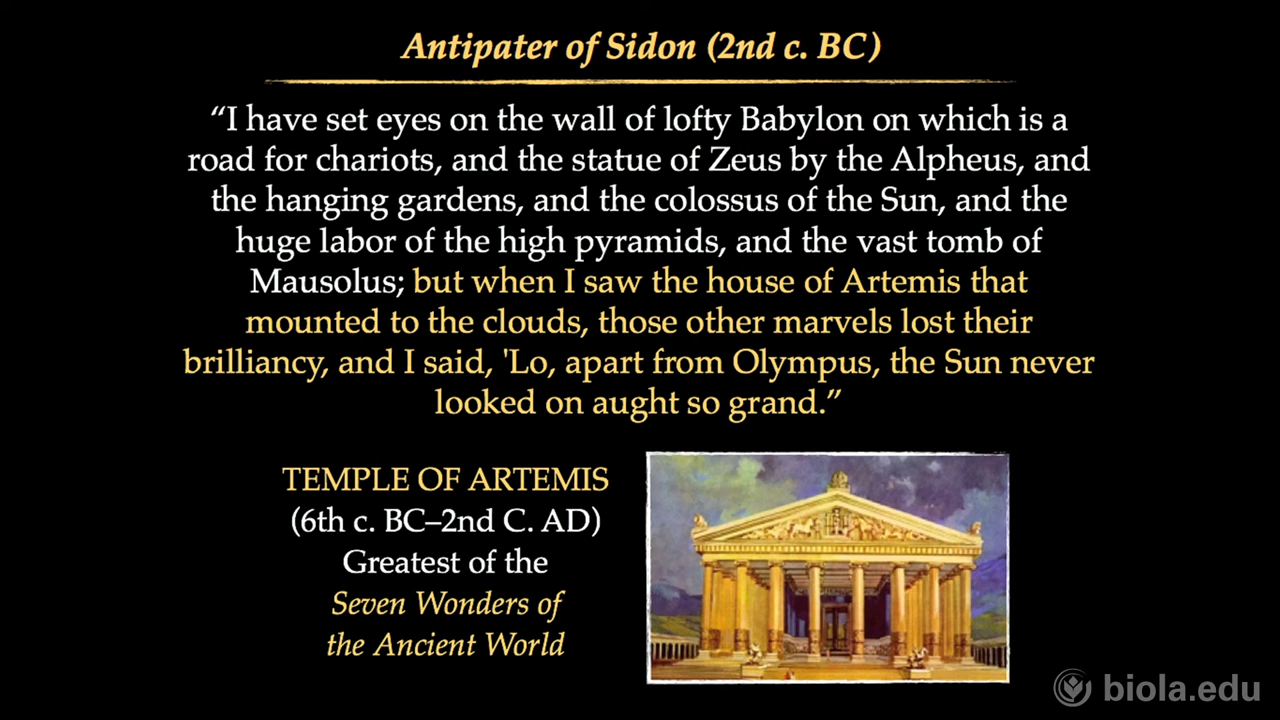 Antipater of Sidon (2nd c. BC)
“I have set eyes on the wall of lofty Babylon on which is a
road for chariots, and the statue of Zeus by the Alpheus, and
the hanging gardens, and the colossus of the Sun, and the
huge labor of the high pyramids, and the vast tomb of
Mausolus; but when I saw the house of Artemis that
mounted to the clouds, those other marvels lost their
brilliancy, and I said, 'Lo, apart from Olympus, the Sun never
looked on aught so grand.”
TEMPLE OF ARTEMIS
(6th c. BC–2nd C. AD)
Greatest of the
Seven Wonders of
the Ancient World
biola.edu